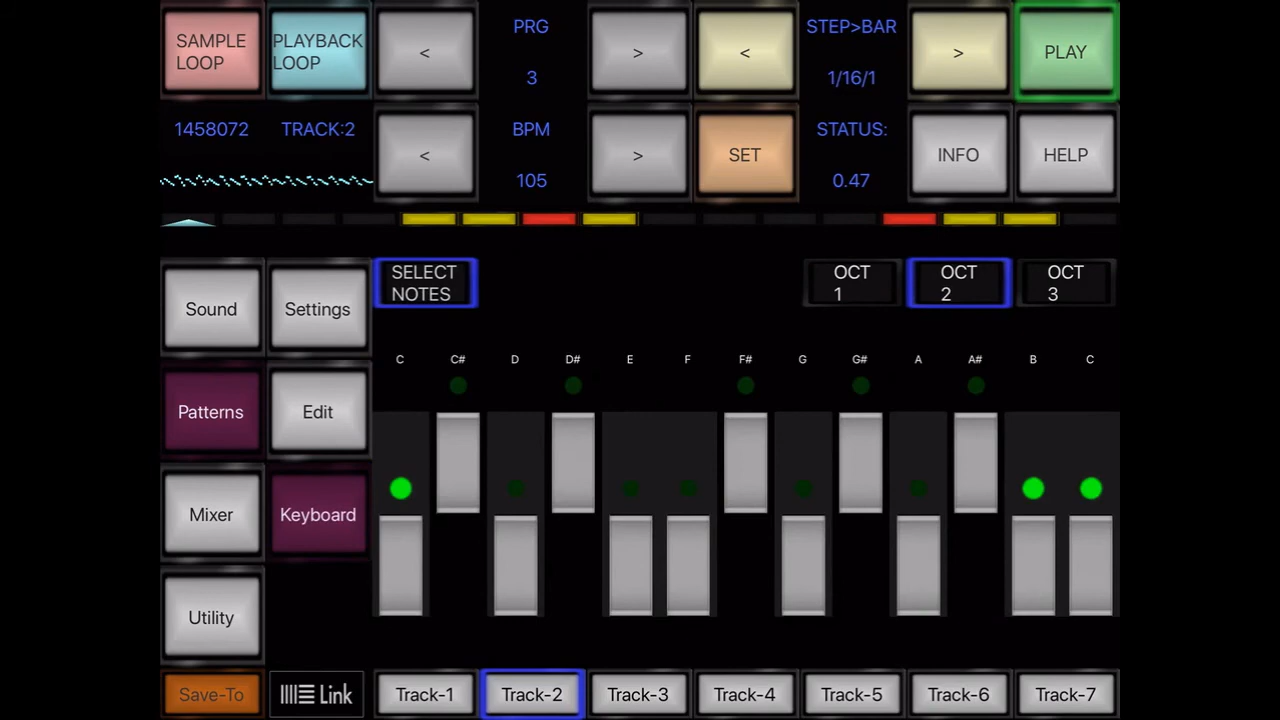 SAMPLE
LOOP
PLAYBACK
LOOP
<
PRG
3
>
<
STEP>BAR
1/16/1
>
PLAY
1458072
TRACK:2
<
BPM
105
>
SET
STATUS:
0.47
INFO
HELP
Sound
Settings
SELECT
NOTES
OCT
1
OCT
2
OCT
3
C
C#
D
D#
E
F
F#
G
G#
A
A#
B
C
Patterns
Edit
Mixer
Keyboard
Utility
Save-To
Link
Track-1
Track-2
Track-3
Track-4
Track-5
Track-6
Track-7